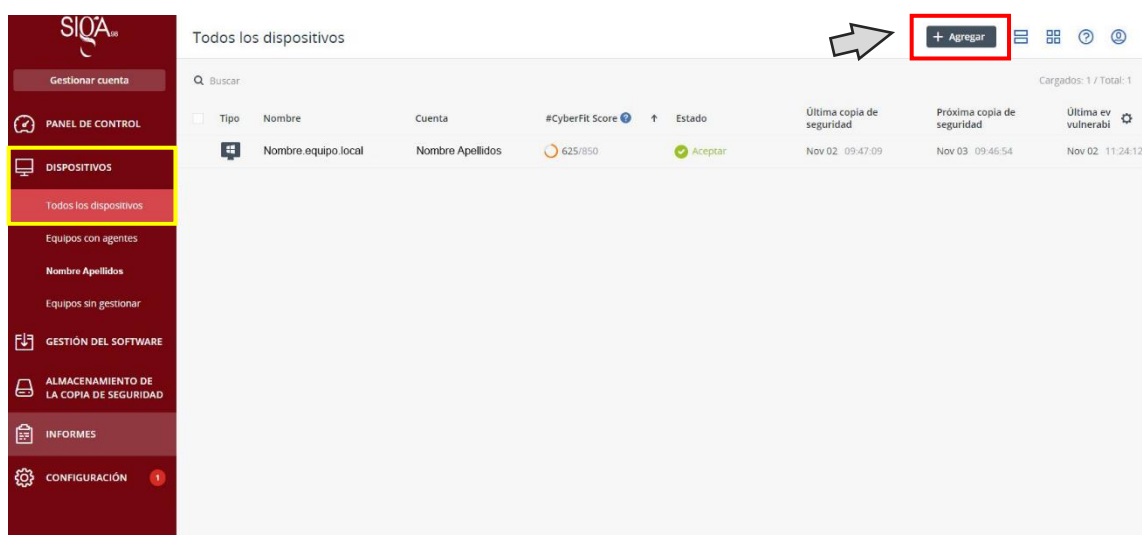 SIQA 98
Todos los dispositivos
+ Agregar
Gestionar cuenta
Buscar
Cargados: 1 / Total: 1
PANEL DE CONTROL
Tipo Nombre Cuenta #CyberFit Score Estado Última copia de seguridad Próxima copia de seguridad Última ev vulnerabi
Nombre.equipo.local Nombre Apellidos 625/850 Aceptar Nov 02 09:47:09 Nov 03 09:46:54 Nov 02 11:24:12
DISPOSITIVOS
Todos los dispositivos
Equipos con agentes
Nombre Apellidos
Equipos sin gestionar
GESTIÓN DEL SOFTWARE
ALMACENAMIENTO DE
LA COPIA DE SEGURIDAD
INFORMES
CONFIGURACIÓN 1